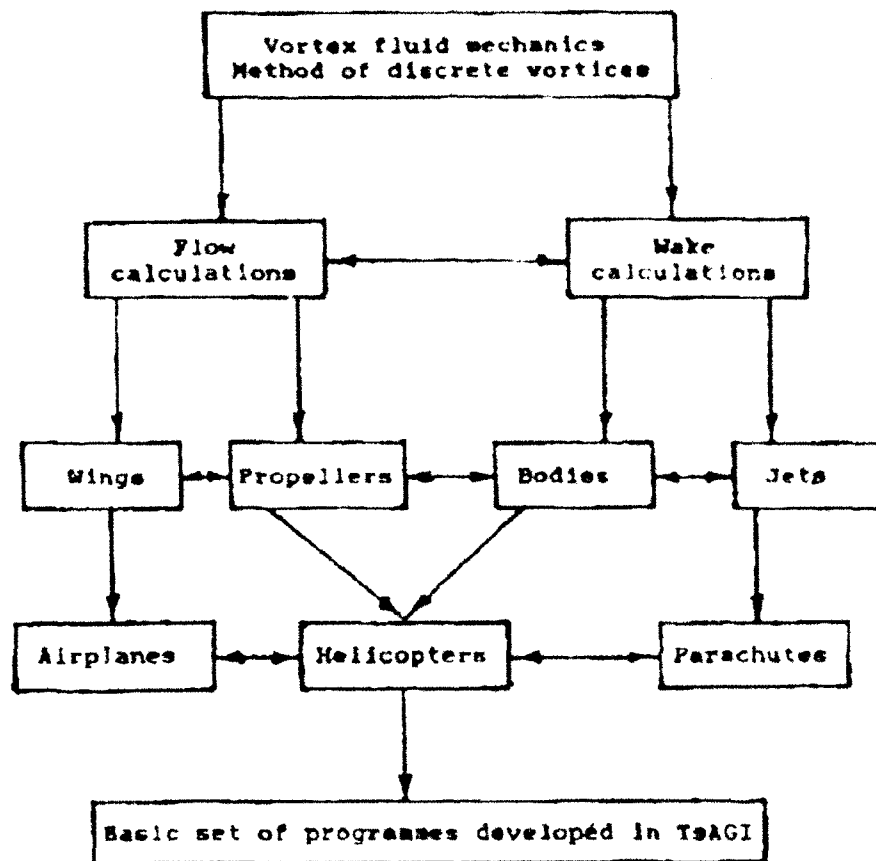 Vortex fluid mechanics
Method of discrete vortices
Flow
calculations
Wake
calculations
Wings
Propellers
Bodies
Jets
Airplanes
Helicopters
Parachutes
Basic set of programmes developed in TsAGI